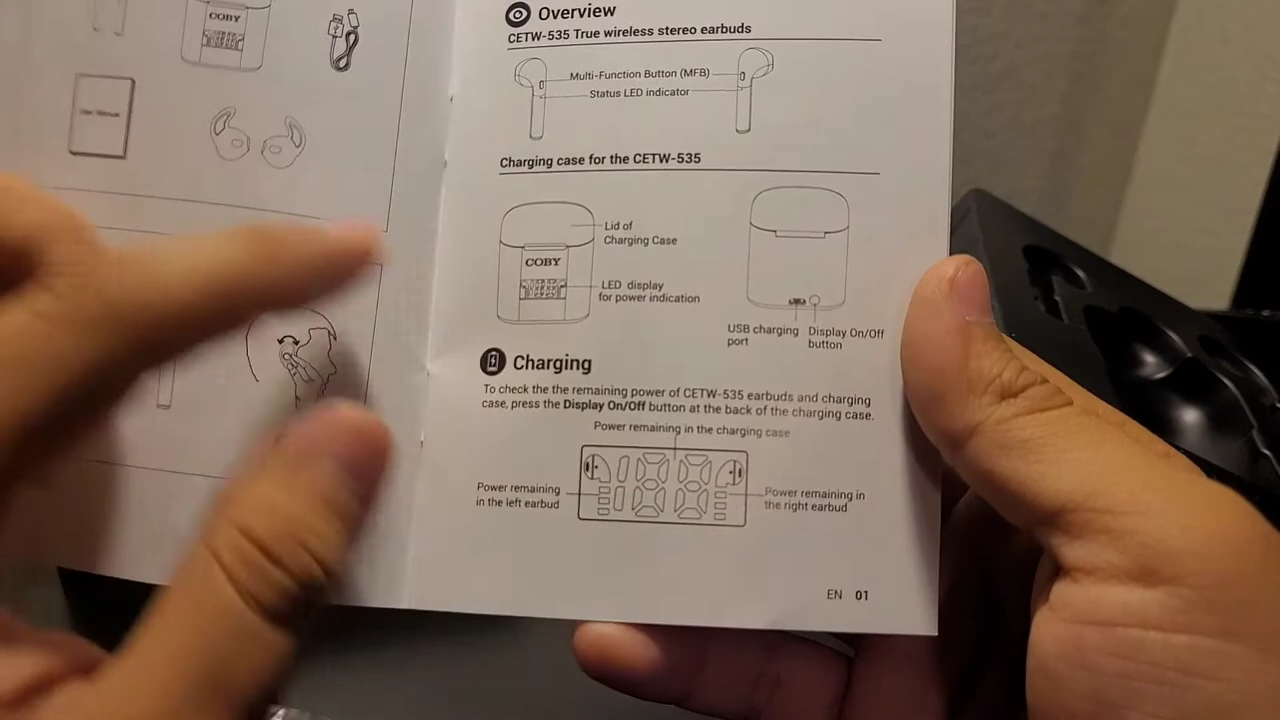 COBY
User Manual
Overview
CETW-535 True wireless stereo earbuds
Multi-Function Button (MFB)
Status LED indicator
Charging case for the CETW-535
Lid of
Charging Case
COBY
LED display
for power indication
USB charging
port
Display On/Off
button
Charging
To check the the remaining power of CETW-535 earbuds and charging
case, press the Display On/Off button at the back of the charging case.
Power remaining in the charging case
Power remaining
in the left earbud
Power remaining in
the right earbud
EN 01